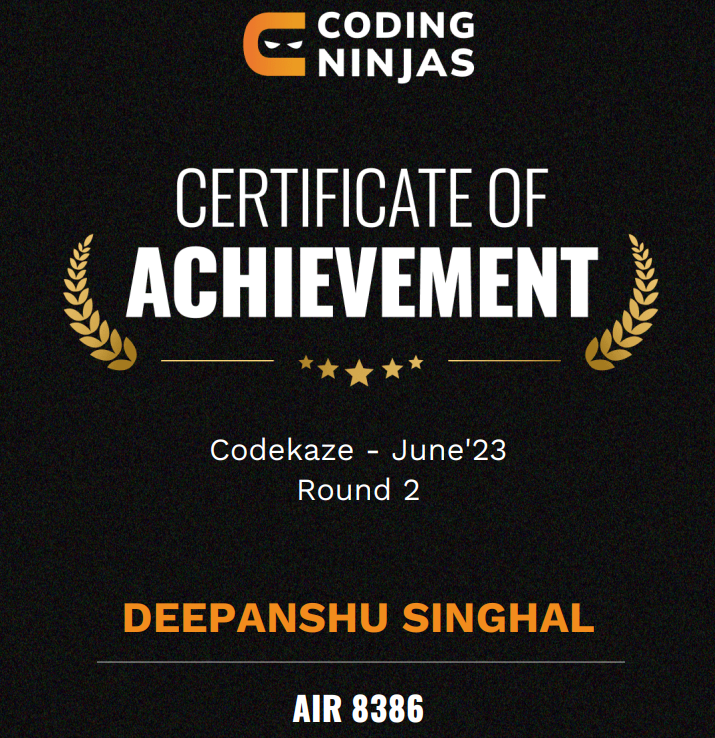 CODING
NINJAS
CERTIFICATE OF
ACHIEVEMENT
Codekaze - June'23
Round 2
DEEPANSHU SINGHAL
AIR 8386